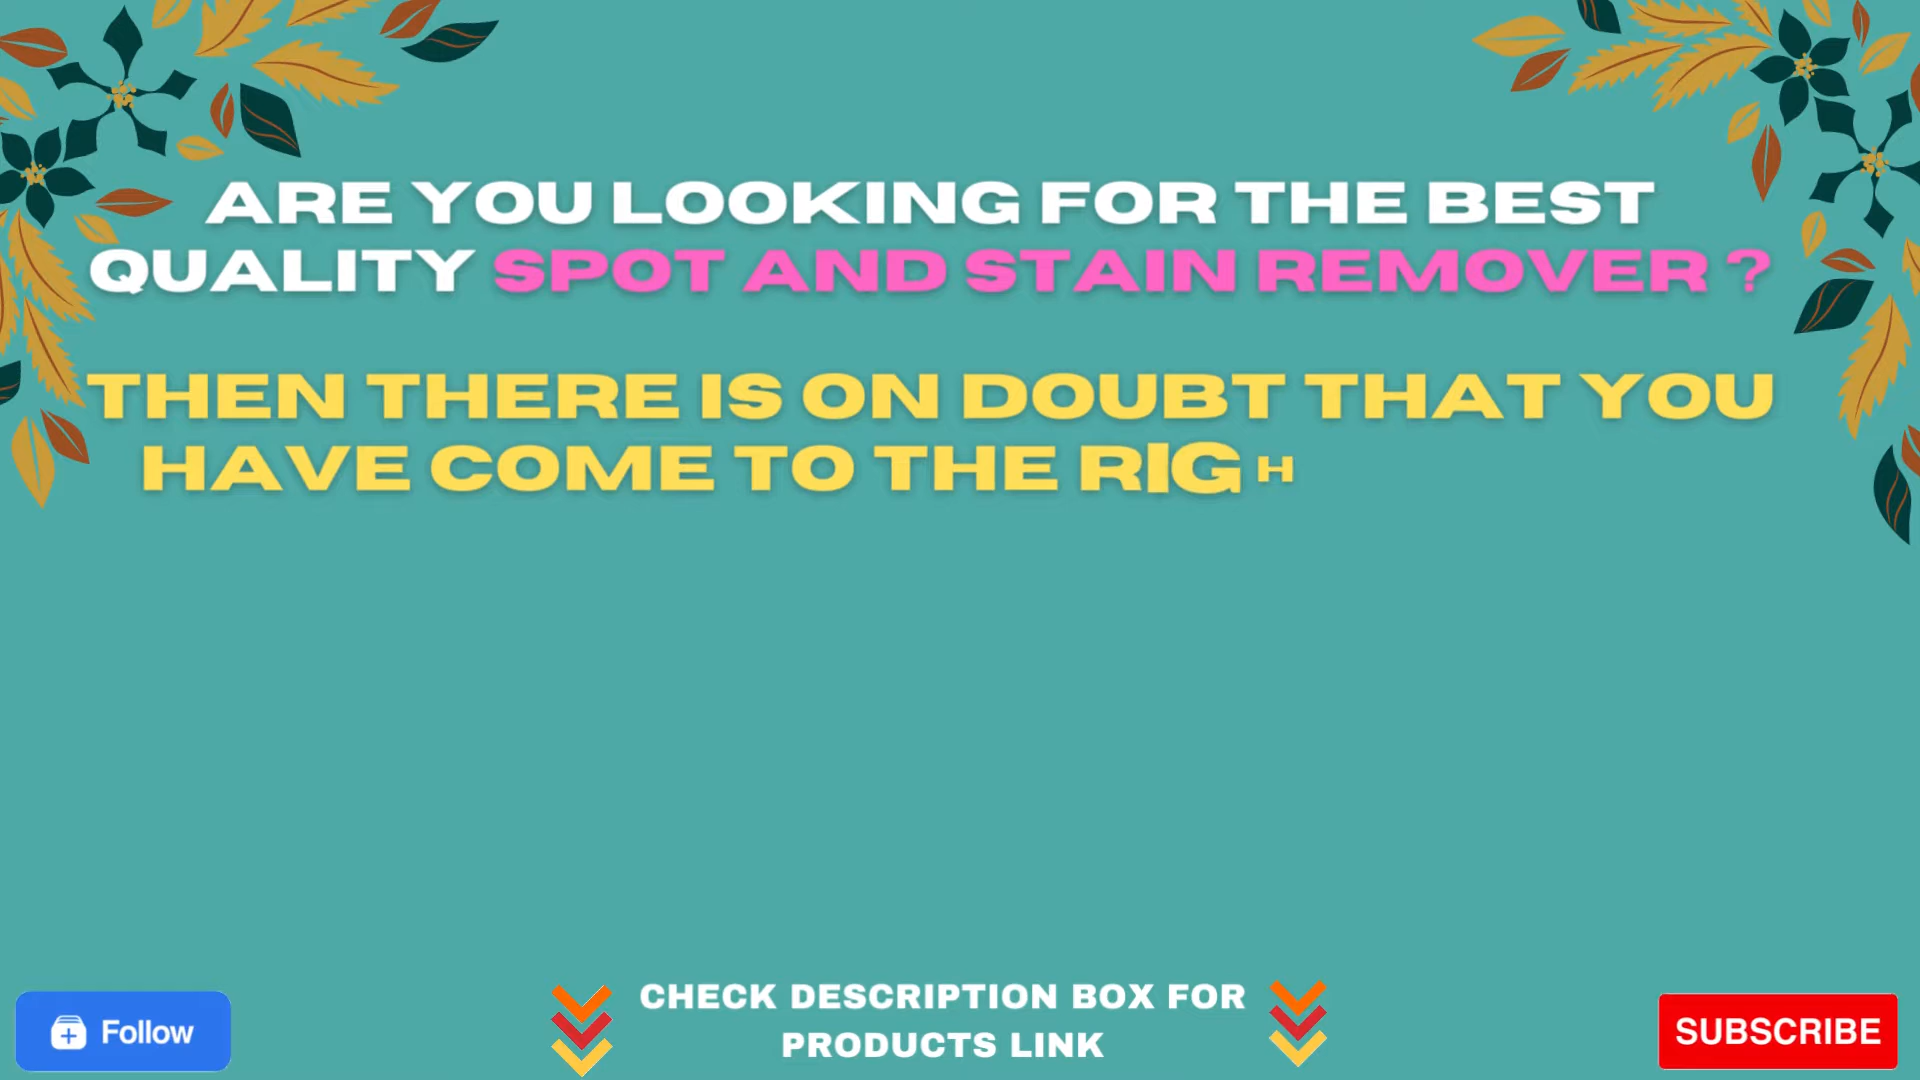 ARE YOU LOOKING FOR THE BEST
QUALITY SPOT AND STAIN REMOVER ?
THEN THERE IS ON DOUBT THAT YOU
HAVE COME TO THE RIGH
CHECK DESCRIPTION BOX FOR
PRODUCTS LINK
Follow
SUBSCRIBE